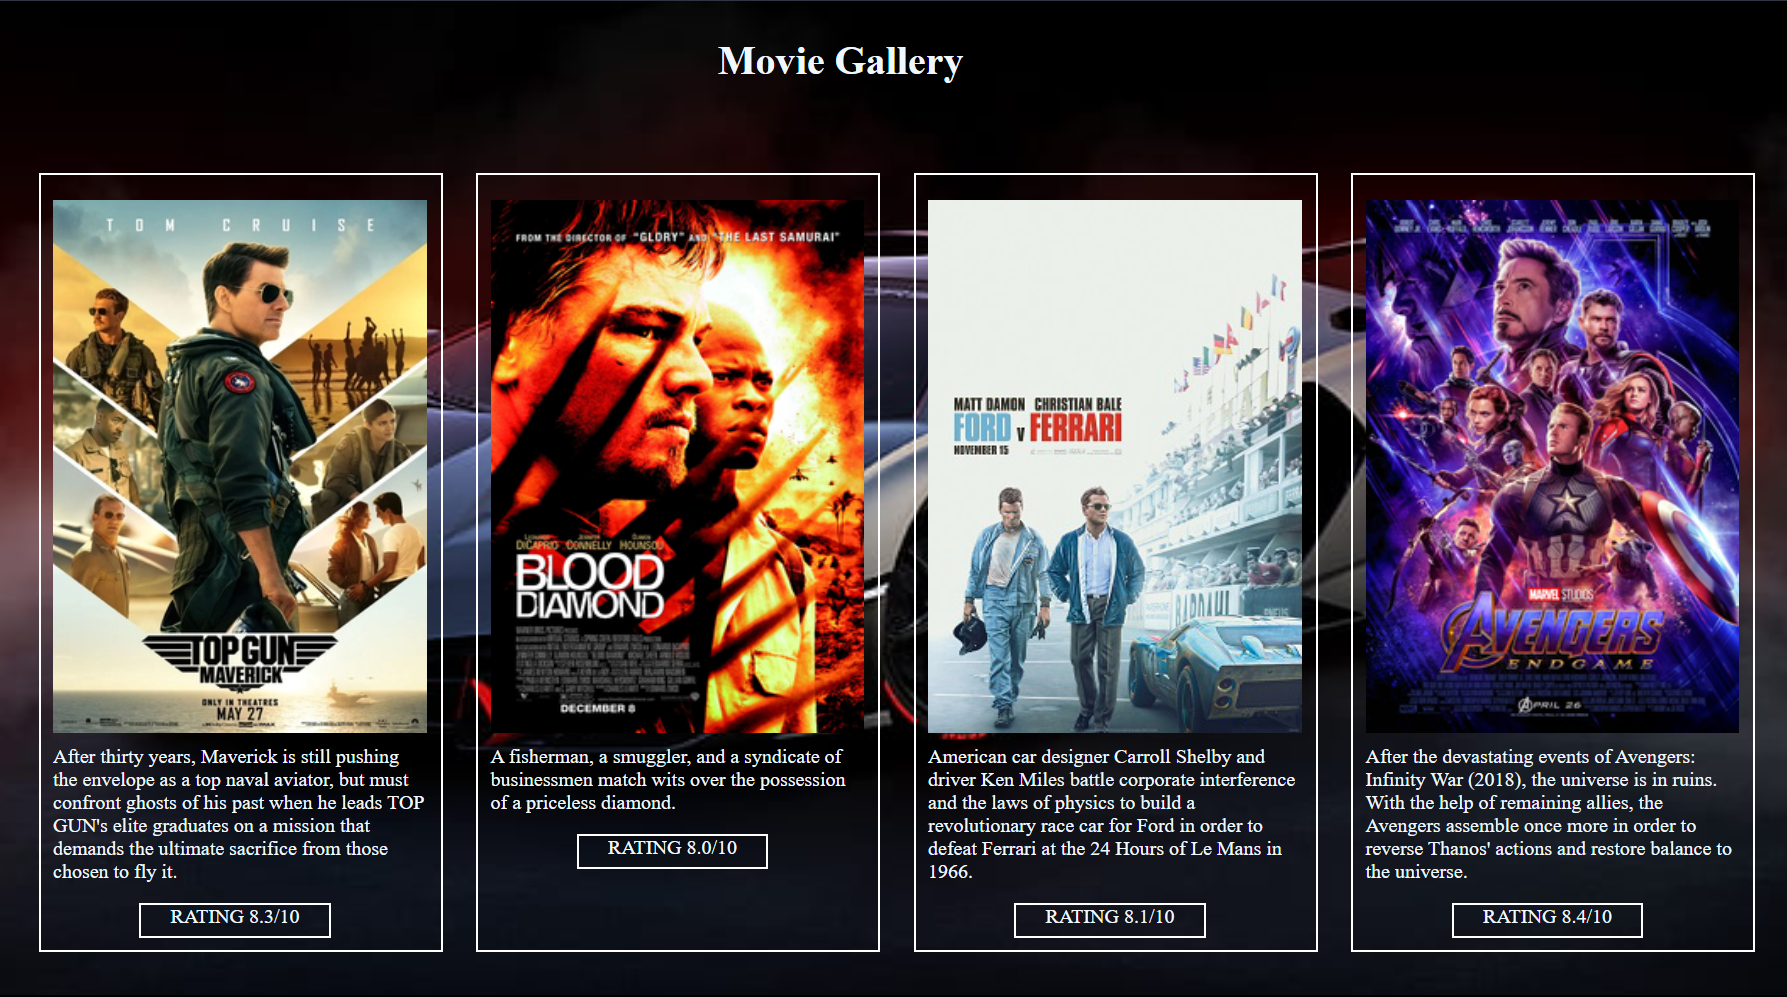 Movie Gallery
TOM CRUISE
TOP GUN
MAVERICK
ONLY IN THEATRES
MAY 27
After thirty years, Maverick is still pushing
the envelope as a top naval aviator, but must
confront ghosts of his past when he leads TOP
GUN's elite graduates on a mission that
demands the ultimate sacrifice from those
chosen to fly it.
RATING 8.3/10
FROM THE DIRECTOR OF "GLORY" AND "THE LAST SAMURAI"
DICAPRIO CONNELLY HOUNSOU
BLOOD
DIAMOND
DECEMBER 8
A fisherman, a smuggler, and a syndicate of
businessmen match wits over the possession
of a priceless diamond.
RATING 8.0/10
MATT DAMON CHRISTIAN BALE
FORD v FERRARI
NOVEMBER 15
American car designer Carroll Shelby and
driver Ken Miles battle corporate interference
and the laws of physics to build a
revolutionary race car for Ford in order to
defeat Ferrari at the 24 Hours of Le Mans in
1966.
RATING 8.1/10
MARVEL STUDIOS
AVENGERS
ENDGAME
APRIL 26
After the devastating events of Avengers:
Infinity War (2018), the universe is in ruins.
With the help of remaining allies, the
Avengers assemble once more in order to
reverse Thanos' actions and restore balance to
the universe.
RATING 8.4/10